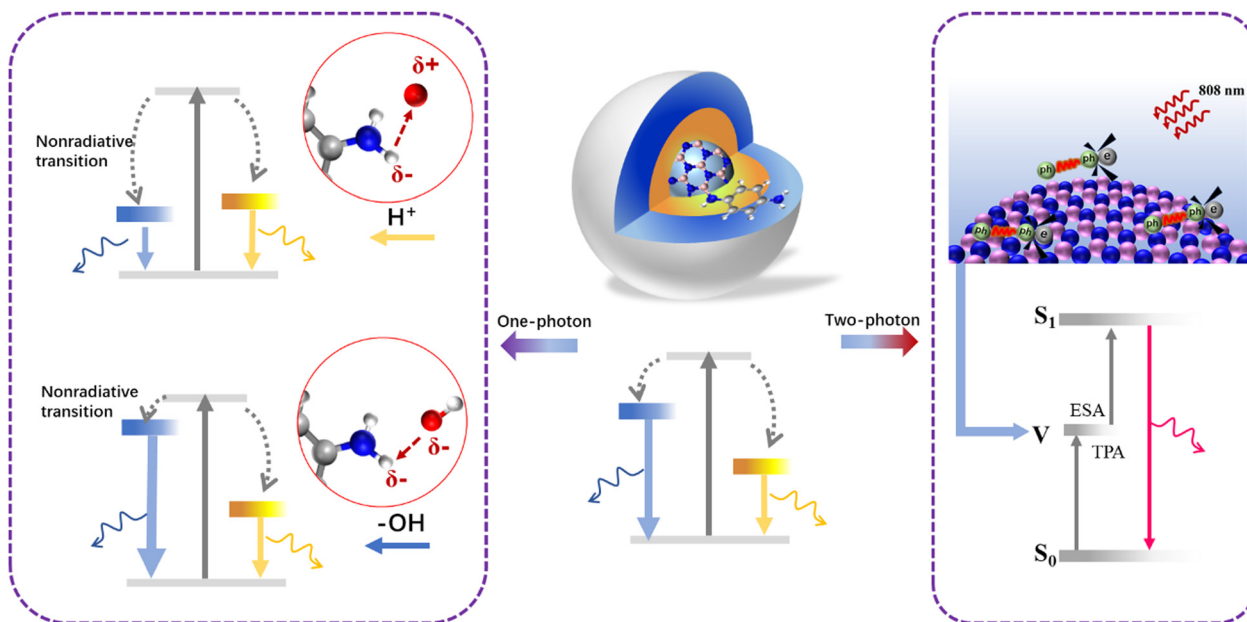 Nonradiative
transition
δ+
δ-
H⁺
Nonradiative
transition
δ-
δ-
-OH
One-photon
Two-photon
808 nm
ph
ph
e
ph
ph
e
ph
ph
e
S₁
ESA
V
TPA
S₀